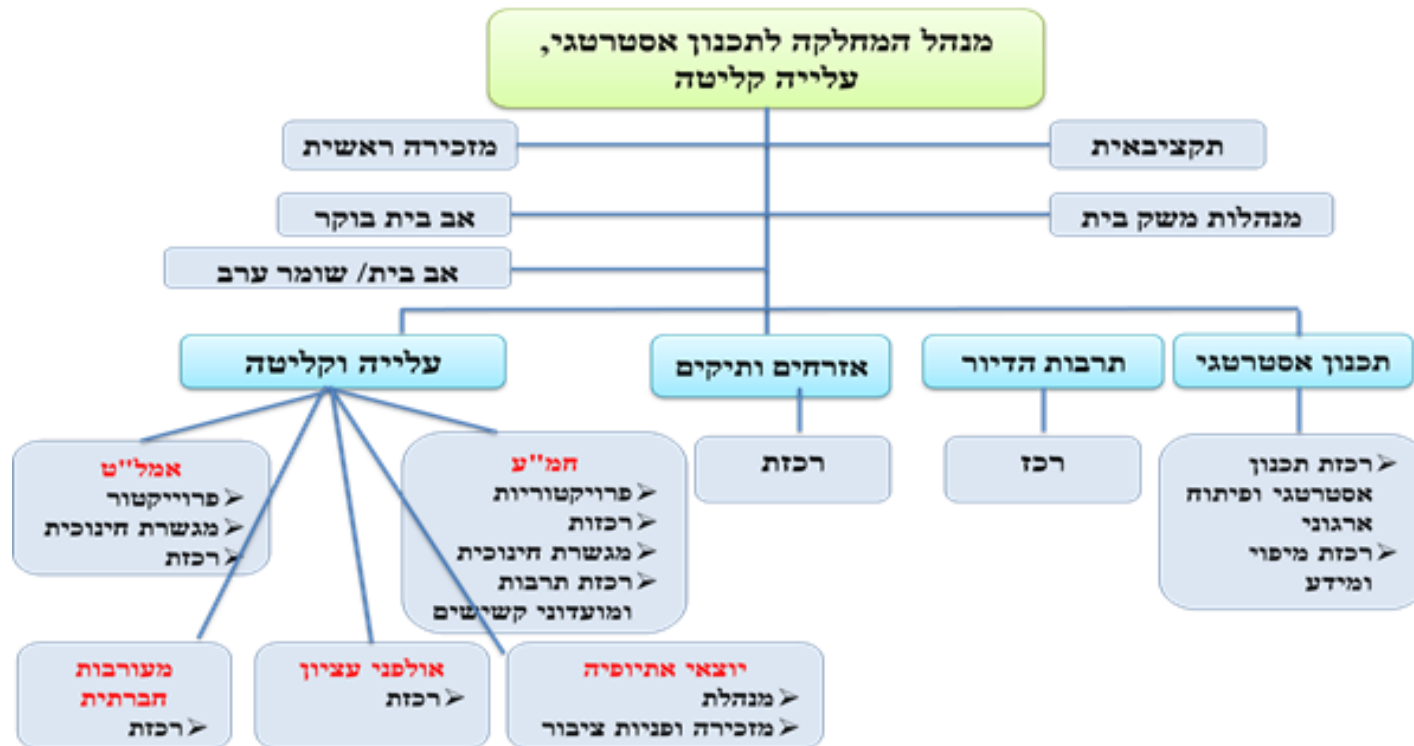 מנהל המחלקה לתכנון אסטרטגי,
עלייה קליטה
תקציבאית
מזכירה ראשית
מנהלות משק בית
אב בית בוקר
אב בית/ שומר ערב
תכנון אסטרטגי
תרבות הדיור
אזרחים ותיקים
עלייה וקליטה
➢רכזת תכנון
אסטרטגי ופיתוח
ארגוני
➢רכזת מיפוי
ומידע
רכז
רכזת
חמ"ע
➢פרויקטוריות
➢רכזות
➢מגשרת חינוכית
➢רכזת תרבות
ומועדוני קשישים
אמל"ט
➢פרוייקטור
➢מגשרת חינוכית
➢רכזת
יוצאי אתיופיה
➢מנהלת
➢מזכירה ופניות ציבור
אולפני עציון
➢רכזת
מעורבות
חברתית
➢רכזת